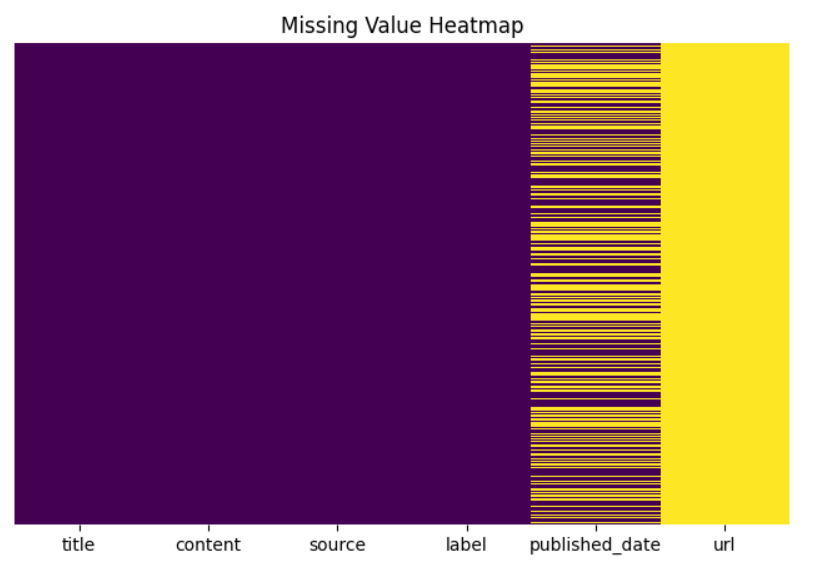 Missing Value Heatmap
title content source label published_date url